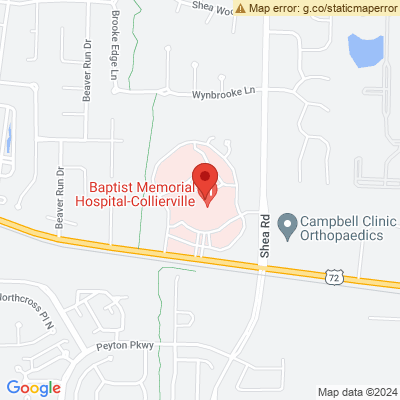 Map error: g.co/staticmaperror
Shea Woo
Brooke Edge Ln
Beaver Run Dr
Wynbrooke Ln
Beaver Run Dr
Baptist Memorial
Hospital-Collierville
Shea Rd
Campbell Clinic
Orthopaedics
72
Northcross Pl N
Peyton Pkwy
Google
Map data ©2024